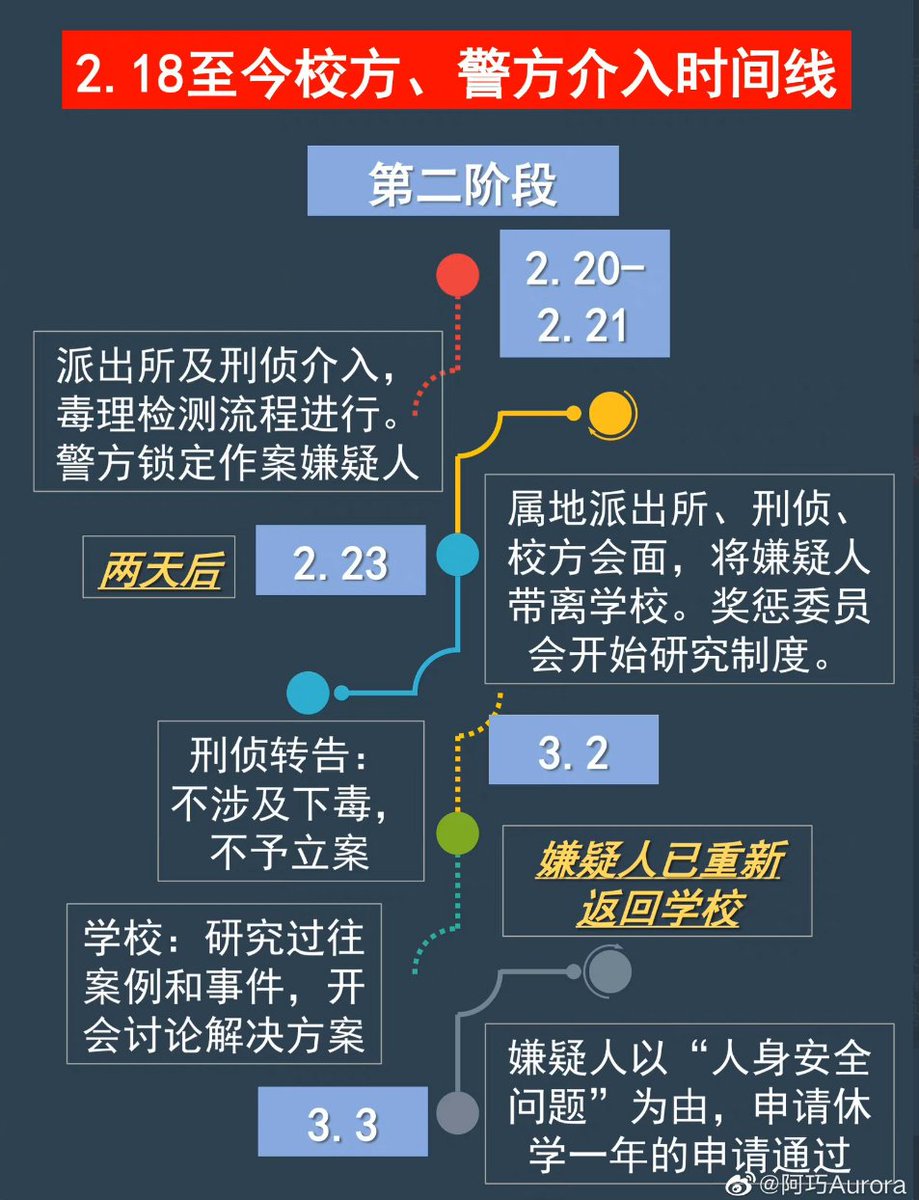 2.18至今校方、警方介入时间线
第二阶段
2.20-
2.21
派出所及刑侦介入，
毒理检测流程进行。
警方锁定作案嫌疑人
属地派出所、刑侦、
校方会面，将嫌疑人
带离学校。奖惩委员
会开始研究制度。
两天后
2.23
刑侦转告：
不涉及下毒，
不予立案
3.2
嫌疑人已重新
返回学校
学校：研究过往
案例和事件，开
会讨论解决方案
嫌疑人以“人身安全
问题”为由，申请休
学一年的申请通过
3.3
@阿巧Aurora